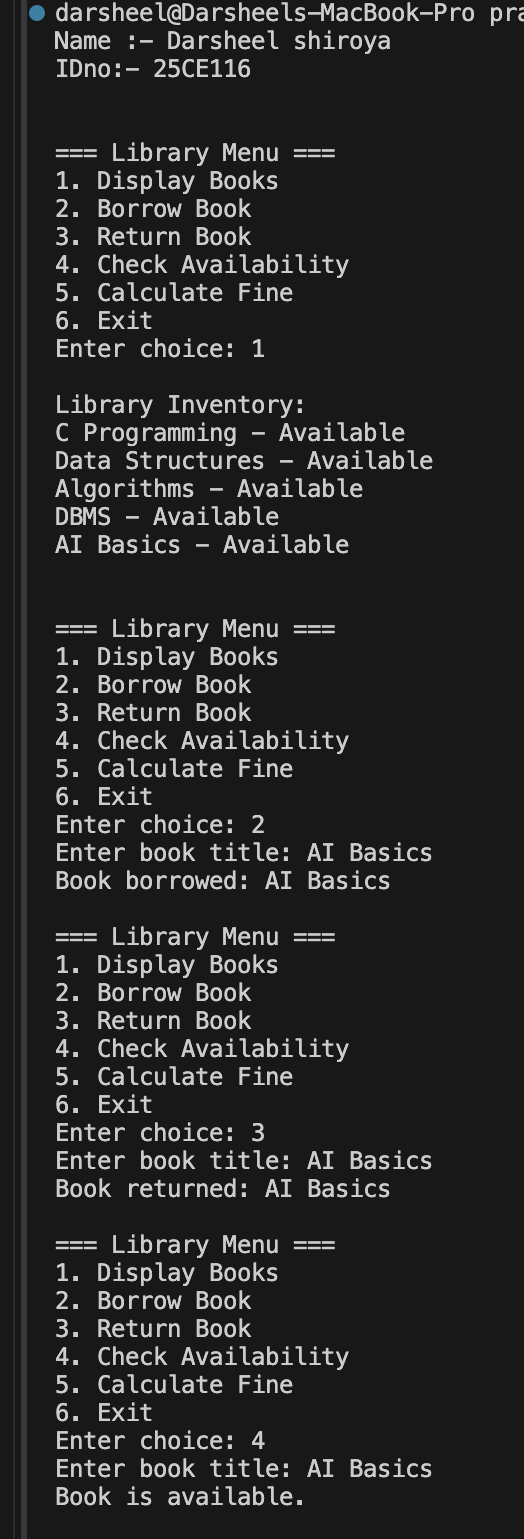 darsheel@Darsheels-MacBook-Pro pra
Name :- Darsheel shiroya
IDno:- 25CE116
=== Library Menu ===
1. Display Books
2. Borrow Book
3. Return Book
4. Check Availability
5. Calculate Fine
6. Exit
Enter choice: 1
Library Inventory:
C Programming - Available
Data Structures - Available
Algorithms - Available
DBMS - Available
AI Basics - Available
=== Library Menu ===
1. Display Books
2. Borrow Book
3. Return Book
4. Check Availability
5. Calculate Fine
6. Exit
Enter choice: 2
Enter book title: AI Basics
Book borrowed: AI Basics
=== Library Menu ===
1. Display Books
2. Borrow Book
3. Return Book
4. Check Availability
5. Calculate Fine
6. Exit
Enter choice: 3
Enter book title: AI Basics
Book returned: AI Basics
=== Library Menu ===
1. Display Books
2. Borrow Book
3. Return Book
4. Check Availability
5. Calculate Fine
6. Exit
Enter choice: 4
Enter book title: AI Basics
Book is available.